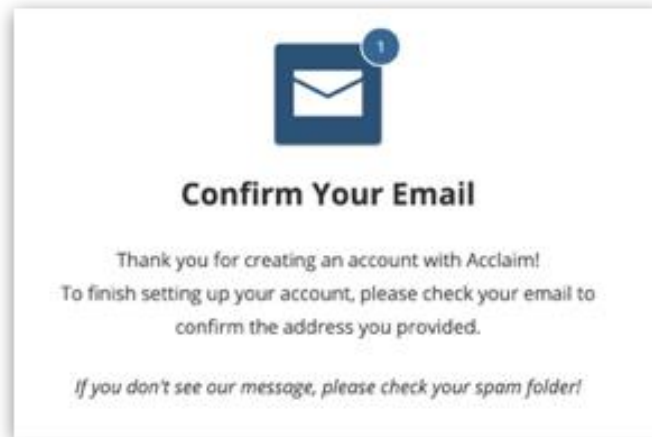 1
Confirm Your Email
Thank you for creating an account with Acclaim!
To finish setting up your account, please check your email to
confirm the address you provided.
If you don't see our message, please check your spam folder!